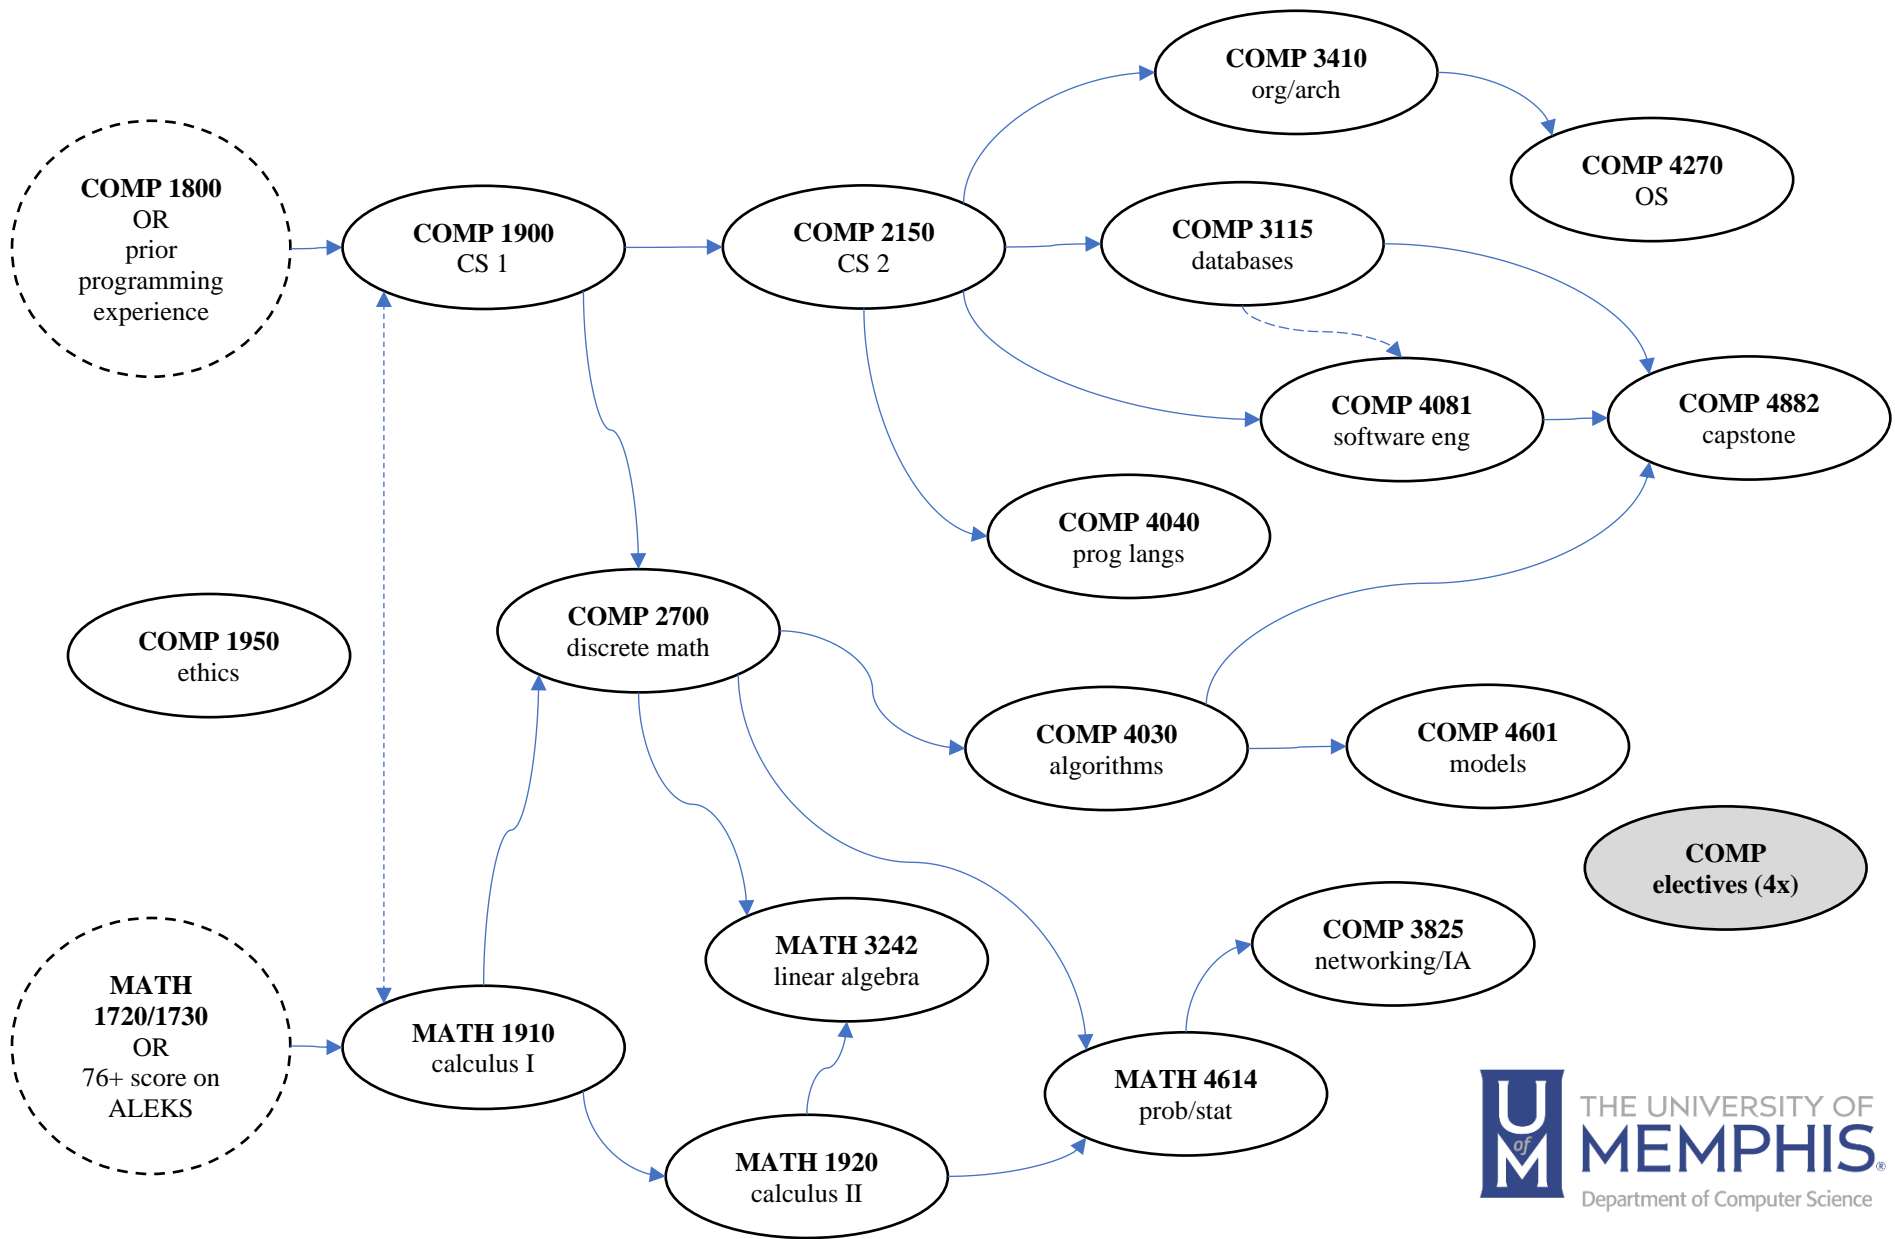 COMP 3410
org/arch
COMP 4270
OS
COMP 1800
OR
prior
programming
experience
COMP 1900
CS 1
COMP 2150
CS 2
COMP 3115
databases
COMP 4081
software eng
COMP 4882
capstone
COMP 4040
prog langs
COMP 1950
ethics
COMP 2700
discrete math
COMP 4030
algorithms
COMP 4601
models
COMP
electives (4x)
MATH
1720/1730
OR
76+ score on
ALEKS
MATH 1910
calculus I
MATH 3242
linear algebra
COMP 3825
networking/IA
MATH 1920
calculus II
MATH 4614
prob/stat
U
of
M
THE UNIVERSITY OF
MEMPHIS®
Department of Computer Science